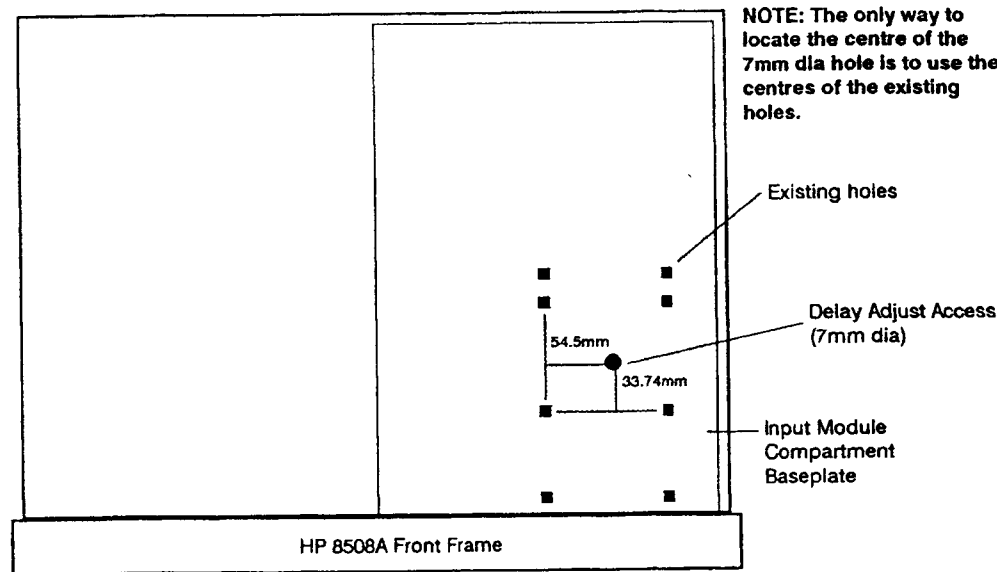 NOTE: The only way to
locate the centre of the
7mm dia hole is to use the
centres of the existing
holes.
Existing holes
Delay Adjust Access
(7mm dia)
54.5mm
33.74mm
Input Module
Compartment
Baseplate
HP 8508A Front Frame